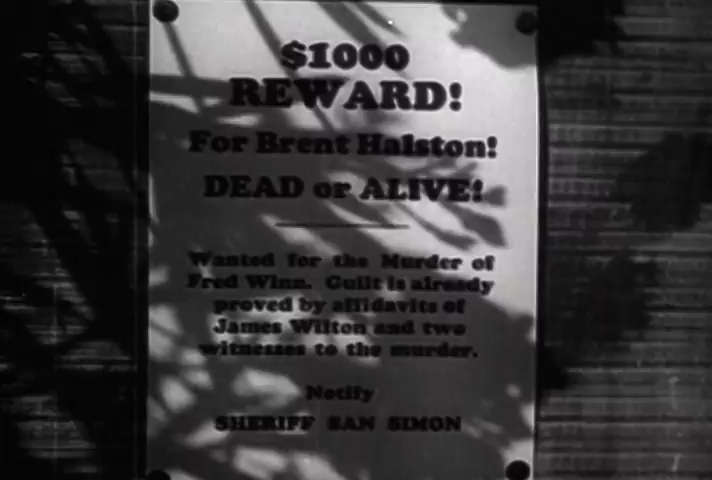 $1000
REWARD!
For Brent Halston!
DEAD or ALIVE!
Wanted for the Murder of
Fred Winn. Guilt is already
proved by affidavits of
James Wilton and two
witnesses to the murder.
Notify
SHERIFF SAN SIMON